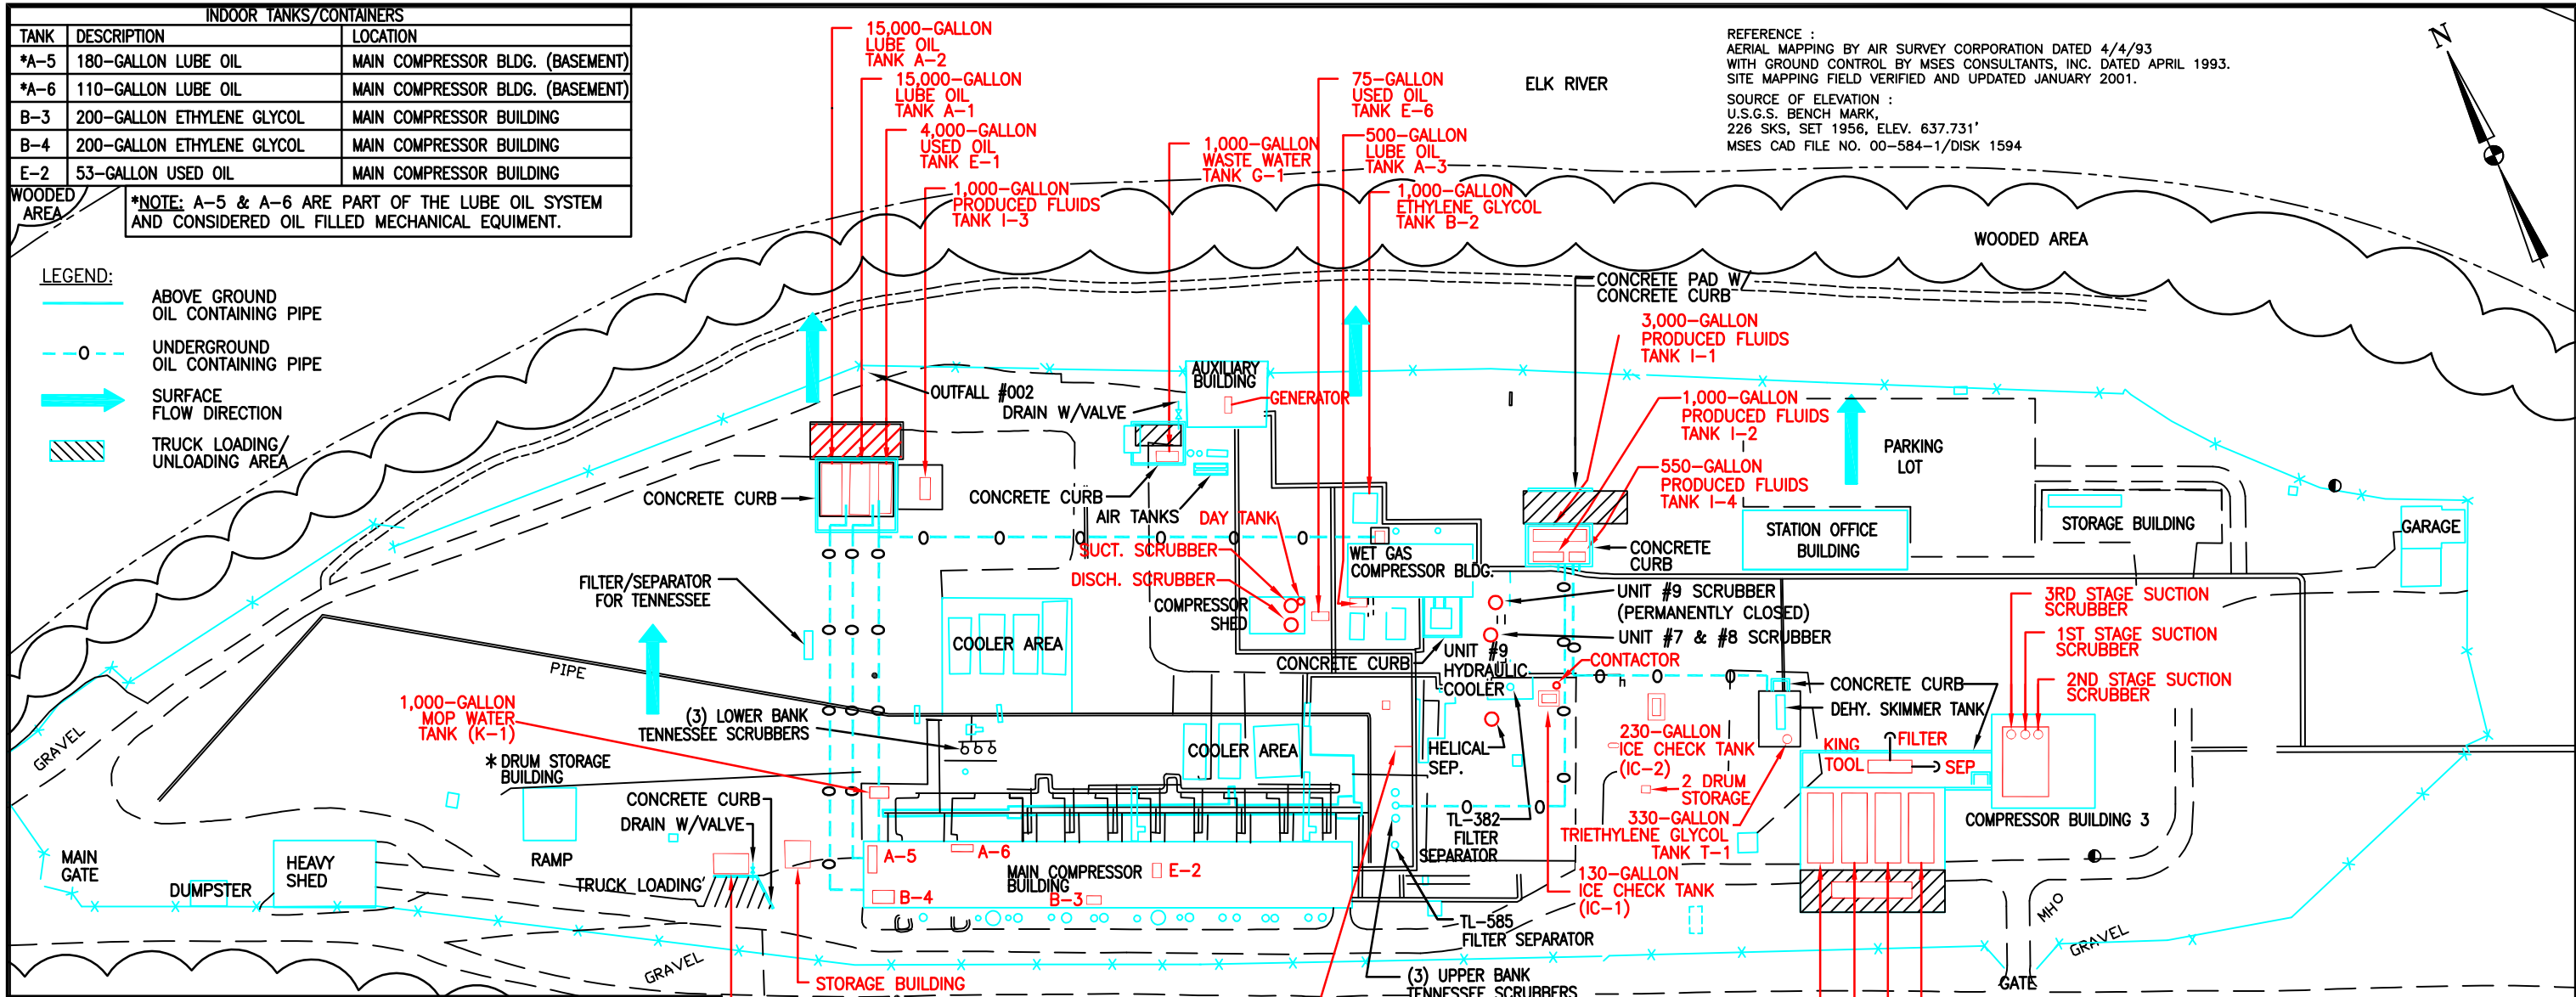 INDOOR TANKS/CONTAINERS
TANK DESCRIPTION LOCATION
*A-5 180-GALLON LUBE OIL MAIN COMPRESSOR BLDG. (BASEMENT)
*A-6 110-GALLON LUBE OIL MAIN COMPRESSOR BLDG. (BASEMENT)
B-3 200-GALLON ETHYLENE GLYCOL MAIN COMPRESSOR BUILDING
B-4 200-GALLON ETHYLENE GLYCOL MAIN COMPRESSOR BUILDING
E-2 53-GALLON USED OIL MAIN COMPRESSOR BUILDING
*NOTE: A-5 & A-6 ARE PART OF THE LUBE OIL SYSTEM
AND CONSIDERED OIL FILLED MECHANICAL EQUIMENT.
WOODED
AREA
LEGEND:
ABOVE GROUND
OIL CONTAINING PIPE
UNDERGROUND
OIL CONTAINING PIPE
SURFACE
FLOW DIRECTION
TRUCK LOADING/
UNLOADING AREA
15,000-GALLON
LUBE OIL
TANK A-2
15,000-GALLON
LUBE OIL
TANK A-1
4,000-GALLON
USED OIL
TANK E-1
1,000-GALLON
PRODUCED FLUIDS
TANK I-3
1,000-GALLON
WASTE WATER
TANK G-1
75-GALLON
USED OIL
TANK E-6
500-GALLON
LUBE OIL
TANK A-3
1,000-GALLON
ETHYLENE GLYCOL
TANK B-2
ELK RIVER
REFERENCE :
AERIAL MAPPING BY AIR SURVEY CORPORATION DATED 4/4/93
WITH GROUND CONTROL BY MSES CONSULTANTS, INC. DATED APRIL 1993.
SITE MAPPING FIELD VERIFIED AND UPDATED JANUARY 2001.
SOURCE OF ELEVATION :
U.S.G.S. BENCH MARK,
226 SKS, SET 1956, ELEV. 637.731'
MSES CAD FILE NO. 00-584-1/DISK 1594
N
WOODED AREA
CONCRETE PAD W/
CONCRETE CURB
3,000-GALLON
PRODUCED FLUIDS
TANK I-1
1,000-GALLON
PRODUCED FLUIDS
TANK I-2
550-GALLON
PRODUCED FLUIDS
TANK I-4
PARKING
LOT
OUTFALL #002
AUXILIARY
BUILDING
GENERATOR
DRAIN W/VALVE
CONCRETE CURB
CONCRETE CURB
AIR TANKS
DAY TANK
SUCT. SCRUBBER
DISCH. SCRUBBER
COMPRESSOR
SHED
WET GAS
COMPRESSOR BLDG.
CONCRETE
CURB
STATION OFFICE
BUILDING
STORAGE BUILDING
GARAGE
FILTER/SEPARATOR
FOR TENNESSEE
COOLER AREA
CONCRETE CURB
UNIT #9
HYDRAULIC
COOLER
UNIT #9 SCRUBBER
(PERMANENTLY CLOSED)
UNIT #7 & #8 SCRUBBER
CONTACTOR
h
3RD STAGE SUCTION
SCRUBBER
1ST STAGE SUCTION
SCRUBBER
2ND STAGE SUCTION
SCRUBBER
CONCRETE CURB
DEHY. SKIMMER TANK
PIPE
1,000-GALLON
MOP WATER
TANK (K-1)
(3) LOWER BANK
TENNESSEE SCRUBBERS
COOLER AREA
HELICAL
SEP.
230-GALLON
ICE CHECK TANK
(IC-2)
2 DRUM
STORAGE
KING
TOOL
FILTER
SEP
GRAVEL
*DRUM STORAGE
BUILDING
CONCRETE CURB
DRAIN W/VALVE
TL-382
FILTER
SEPARATOR
330-GALLON
TRIETHYLENE GLYCOL
TANK T-1
COMPRESSOR BUILDING 3
MAIN
GATE
HEAVY
SHED
DUMPSTER
RAMP
TRUCK LOADING
A-5
A-6
MAIN COMPRESSOR
BUILDING
E-2
B-4
B-3
130-GALLON
ICE CHECK TANK
(IC-1)
TL-585
FILTER SEPARATOR
MH
GRAVEL
GRAVEL
STORAGE BUILDING
(3) UPPER BANK
TENNESSEE SCRUBBERS
GATE